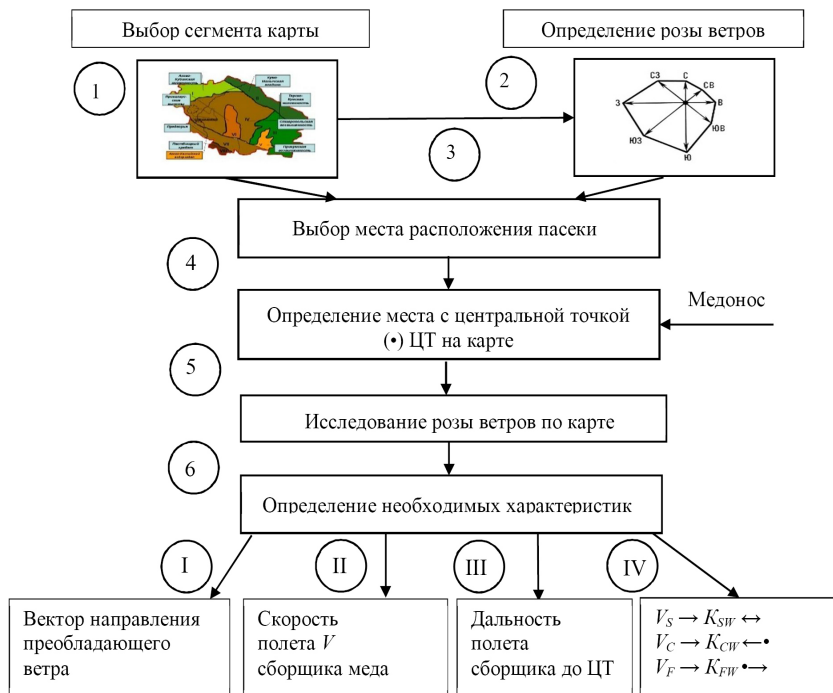 Выбор сегмента карты
Определение розы ветров
1
2
С
СЗ
СВ
З
В
ЮЗ
ЮВ
Ю
3
Выбор места расположения пасеки
4
Определение места с центральной точкой
(•) ЦТ на карте
Медонос
5
Исследование розы ветров по карте
6
Определение необходимых характеристик
I
II
III
IV
Вектор направления
преобладающего
ветра
Скорость
полета V
сборщика меда
Дальность
полета
сборщика до ЦТ
V_S → K_SW ↔
V_C → K_CW ←•
V_F → K_FW •→